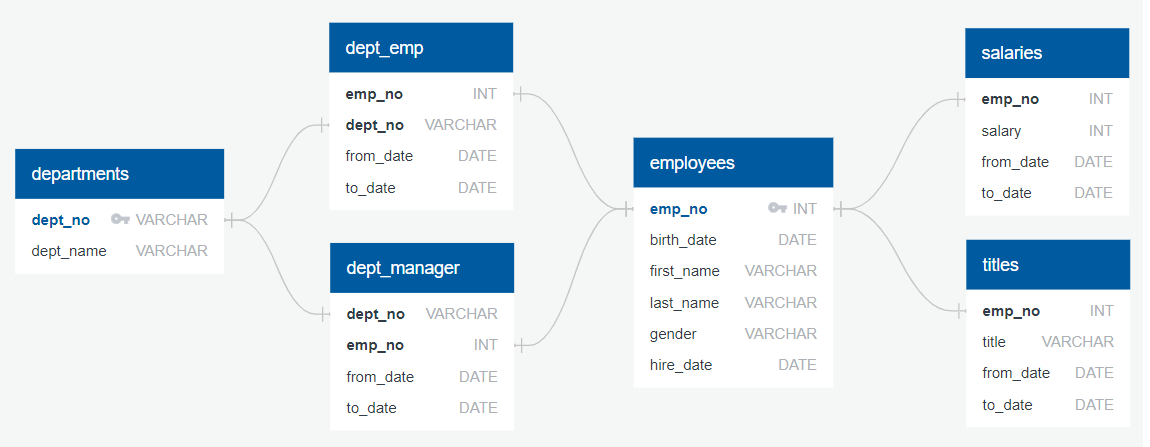 departments
dept_no VARCHAR
dept_name VARCHAR
dept_emp
emp_no INT
dept_no VARCHAR
from_date DATE
to_date DATE
dept_manager
dept_no VARCHAR
emp_no INT
from_date DATE
to_date DATE
employees
emp_no INT
birth_date DATE
first_name VARCHAR
last_name VARCHAR
gender VARCHAR
hire_date DATE
salaries
emp_no INT
salary INT
from_date DATE
to_date DATE
titles
emp_no INT
title VARCHAR
from_date DATE
to_date DATE